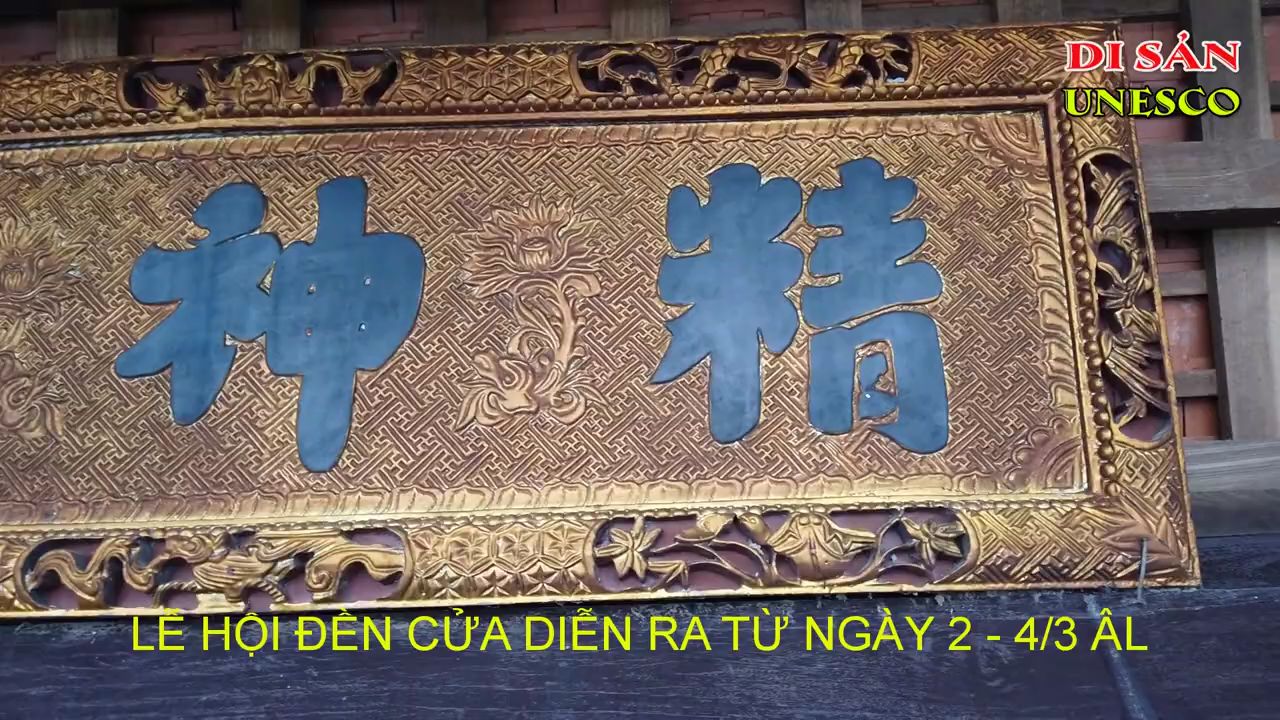 DI SẢN
UNESCO
精神
LỄ HỘI ĐỀN CỬA DIỄN RA TỪ NGÀY 2 - 4/3 ÂL